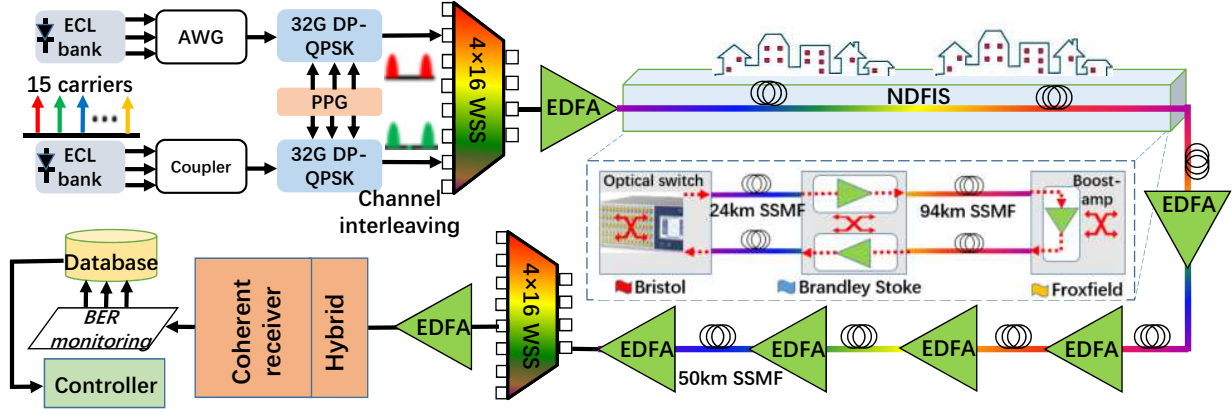 ECL
bank
AWG
32G DP-
QPSK
15 carriers
PPG
ECL
bank
Coupler
32G DP-
QPSK
Channel
interleaving
4×16 WSS
EDFA
NDFIS
EDFA
Optical switch
24km SSMF
94km SSMF
Boost-
amp
Bristol
Brandley Stoke
Froxfield
Database
BER
monitoring
Controller
Coherent
receiver
Hybrid
EDFA
4×16 WSS
EDFA
50km SSMF
EDFA
EDFA
EDFA